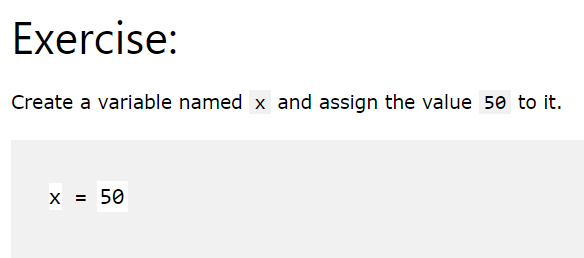 Exercise:
Create a variable named x and assign the value 50 to it.
x = 50